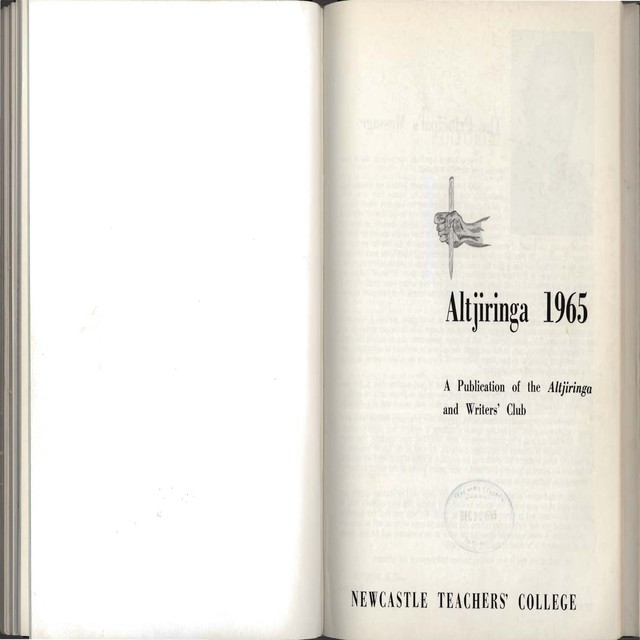 Altjiringa 1965
A Publication of the Altjiringa
and Writers' Club
NEWCASTLE TEACHERS' COLLEGE